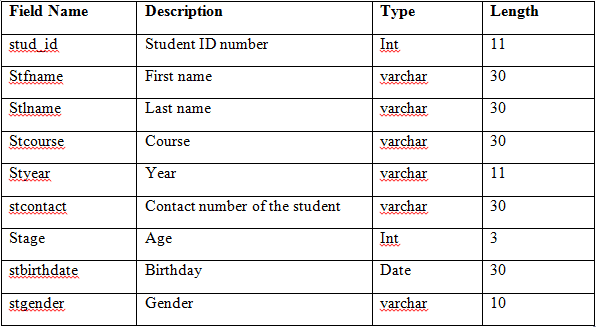 Field Name Description Type Length
stud_id Student ID number Int 11
Stfname First name varchar 30
Stlname Last name varchar 30
Stcourse Course varchar 30
Styear Year varchar 11
stcontact Contact number of the student varchar 30
Stage Age Int 3
stbirthdate Birthday Date 30
stgender Gender varchar 10